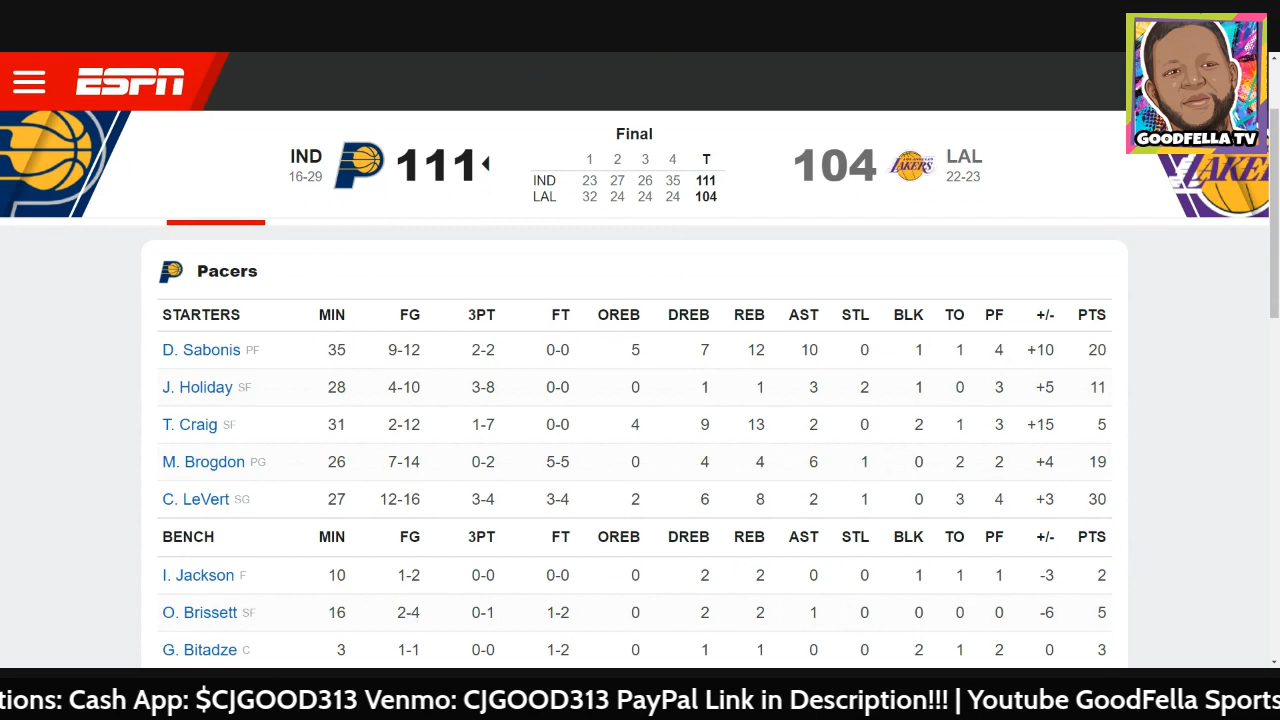 GOODFELLA TV
ESPN
Final
IND 16-29 111 104 LAKERS LAL 22-23
1 2 3 4 T
IND 23 27 26 35 111
LAL 32 24 24 24 104
LAKE
Pacers
STARTERS MIN FG 3PT FT OREB DREB REB AST STL BLK TO PF +/- PTS
D. Sabonis PF 35 9-12 2-2 0-0 5 7 12 10 0 1 1 4 +10 20
J. Holiday SF 28 4-10 3-8 0-0 0 1 1 3 2 1 0 3 +5 11
T. Craig SF 31 2-12 1-7 0-0 4 9 13 2 0 2 1 3 +15 5
M. Brogdon PG 26 7-14 0-2 5-5 0 4 4 6 1 0 2 2 +4 19
C. LeVert SG 27 12-16 3-4 3-4 2 6 8 2 1 0 3 4 +3 30
BENCH MIN FG 3PT FT OREB DREB REB AST STL BLK TO PF +/- PTS
I. Jackson F 10 1-2 0-0 0-0 0 2 2 0 0 1 1 1 -3 2
O. Brissett SF 16 2-4 0-1 1-2 0 2 2 1 0 0 0 0 -6 5
G. Bitadze C 3 1-1 0-0 1-2 0 1 1 0 0 2 1 2 0 3
tions: Cash App: $CJGOOD313 Venmo: CJGOOD313 PayPal Link in Description!!! | Youtube GoodFella Sports